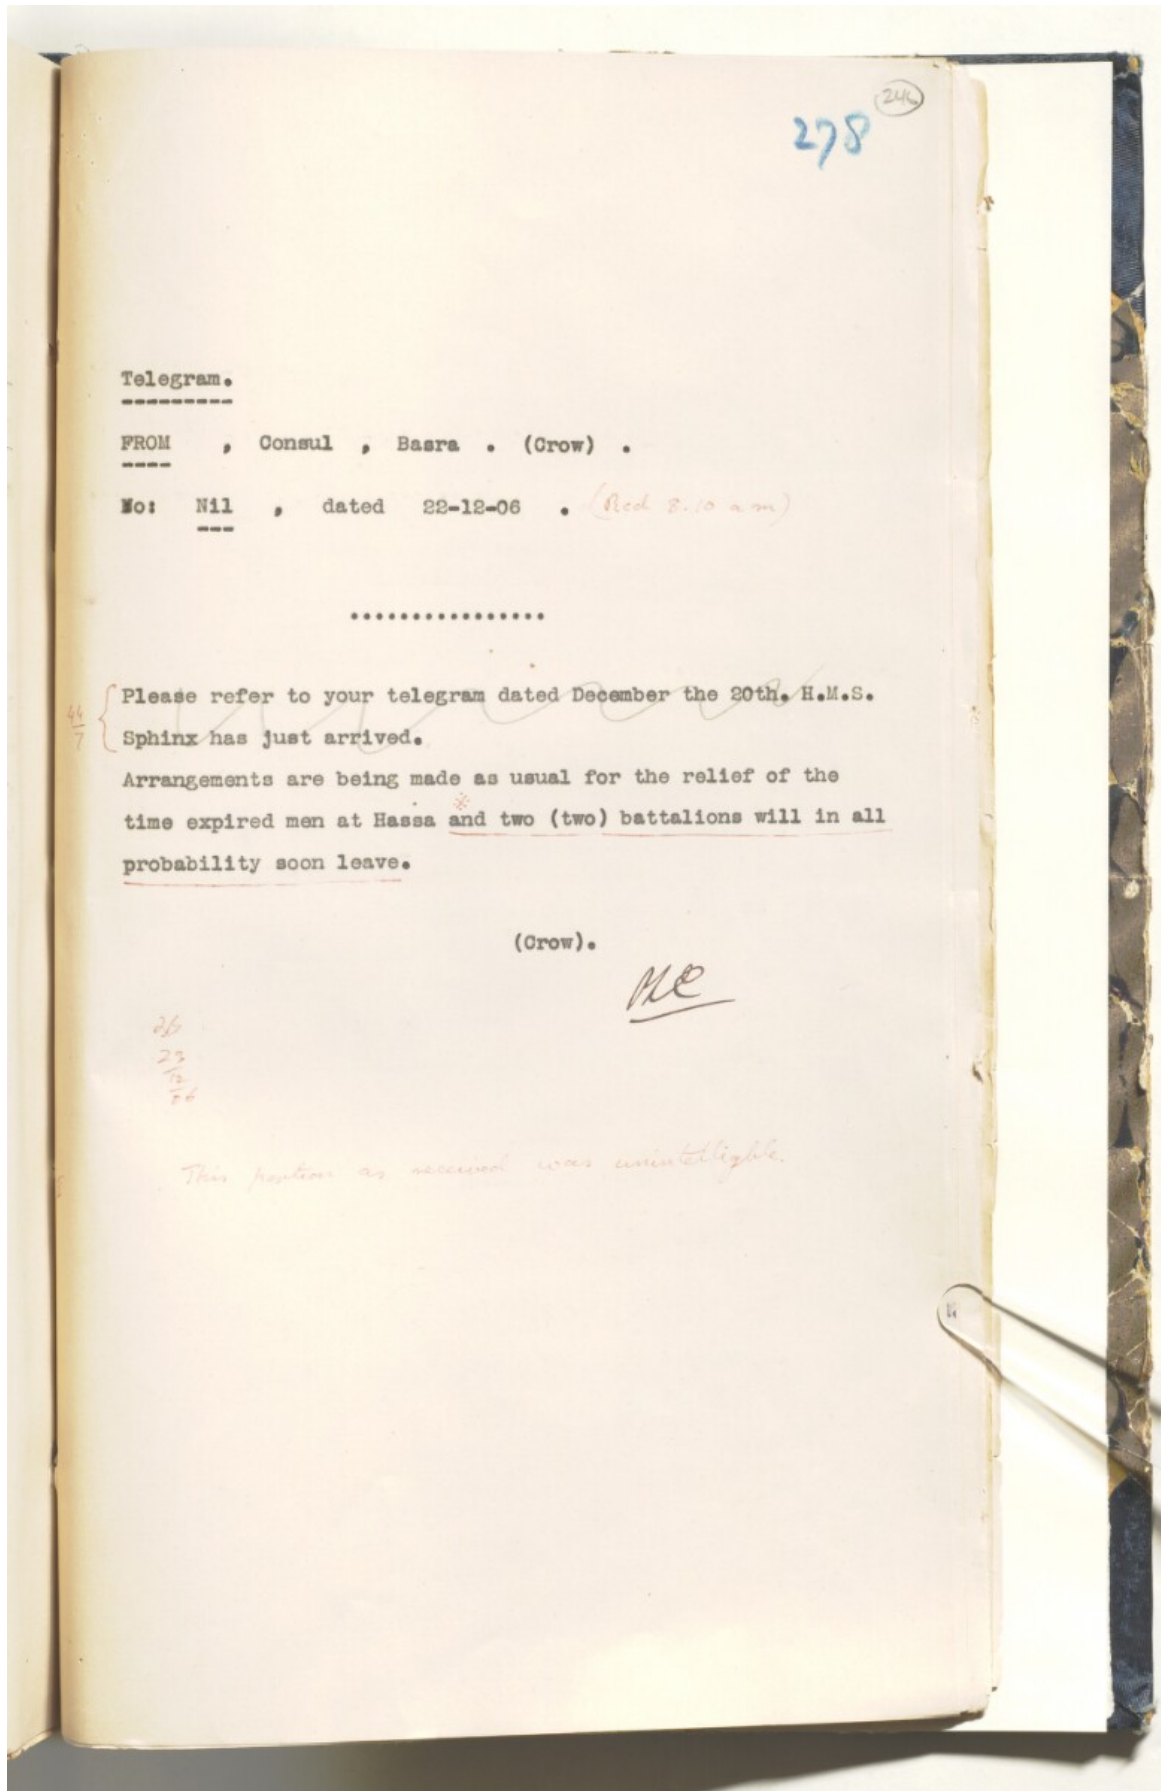 278
Telegram.
FROM , Consul , Basra . (Crow) .
No: Nil , dated 22-12-06 . (Recd 8.10 a m)
................
Please refer to your telegram dated December the 20th. H.M.S.
Sphinx has just arrived.
Arrangements are being made as usual for the relief of the
time expired men at Hassa and two (two) battalions will in all
probability soon leave.
(Crow).
23
12
06
This portion as received was unintelligible.